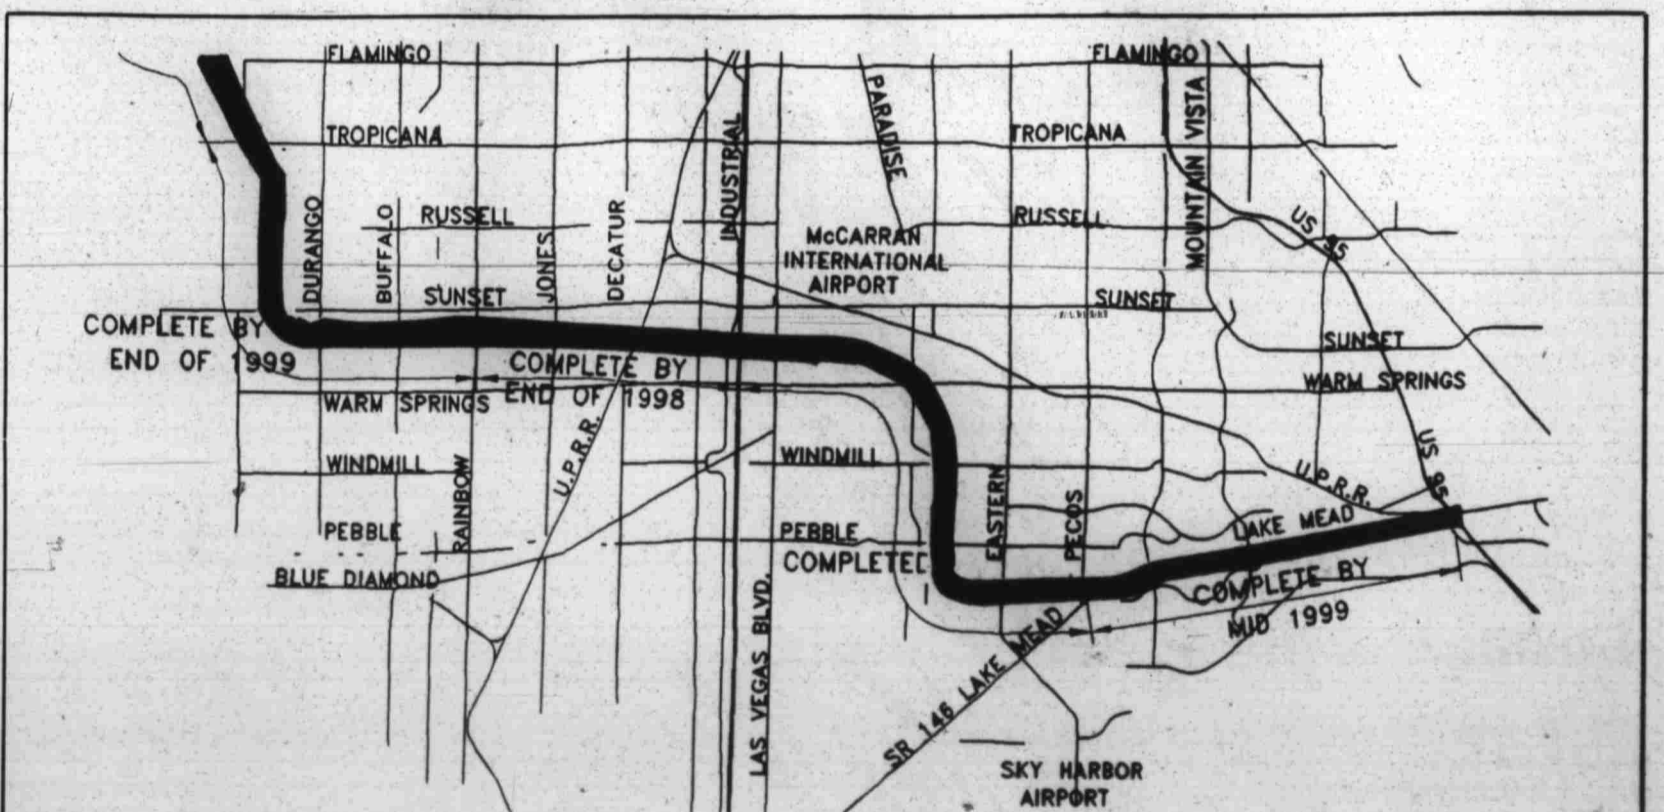 FLAMINGO
FLAMINGO
TROPICANA
TROPICANA
PARADISE
MOUNTAIN VISTA
INDUSTRIAL
DURANGO
BUFFALO
RUSSELL
RUSSELL
JONES
DECATUR
US 95
McCARRAN
INTERNATIONAL
AIRPORT
SUNSET
SUNSET
SUNSET
COMPLETE BY
END OF 1999
COMPLETE BY
END OF 1998
WARM SPRINGS
WARM SPRINGS
U.P.R.R.
WINDMILL
WINDMILL
RAINBOW
US 95
U.P.R.R.
EASTERN
PECOS
LAKE MEAD
PEBBLE
PEBBLE
COMPLETED
BLUE DIAMOND
COMPLETE BY
MID 1999
LAS VEGAS BLVD.
SR 146 LAKE MEAD
SKY HARBOR
AIRPORT